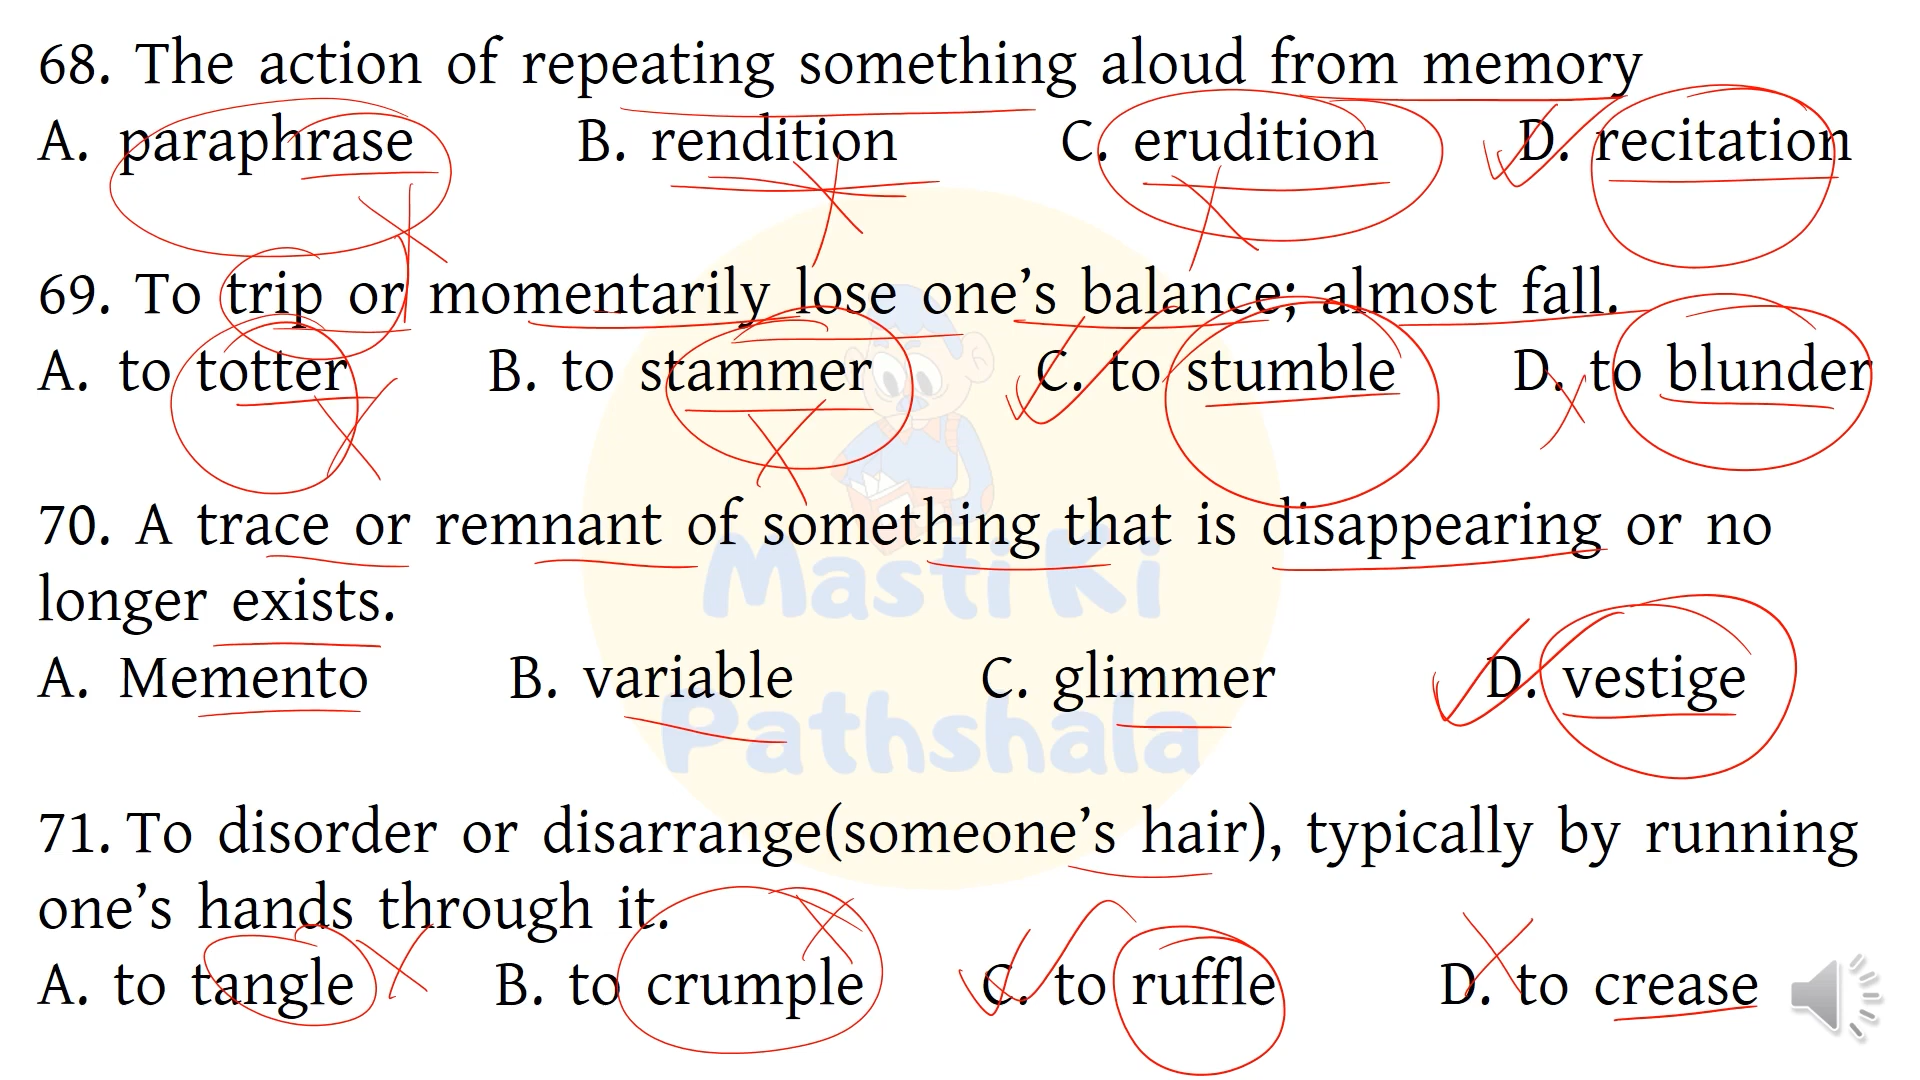 68. The action of repeating something aloud from memory
A. paraphrase B. rendition C. erudition D. recitation
69. To trip or momentarily lose one’s balance; almost fall.
A. to totter B. to stammer C. to stumble D. to blunder
70. A trace or remnant of something that is disappearing or no
longer exists.
Masti Ki
A. Memento B. variable C. glimmer D. vestige
Pathshala
71. To disorder or disarrange(someone’s hair), typically by running
one’s hands through it.
A. to tangle B. to crumple C. to ruffle D. to crease